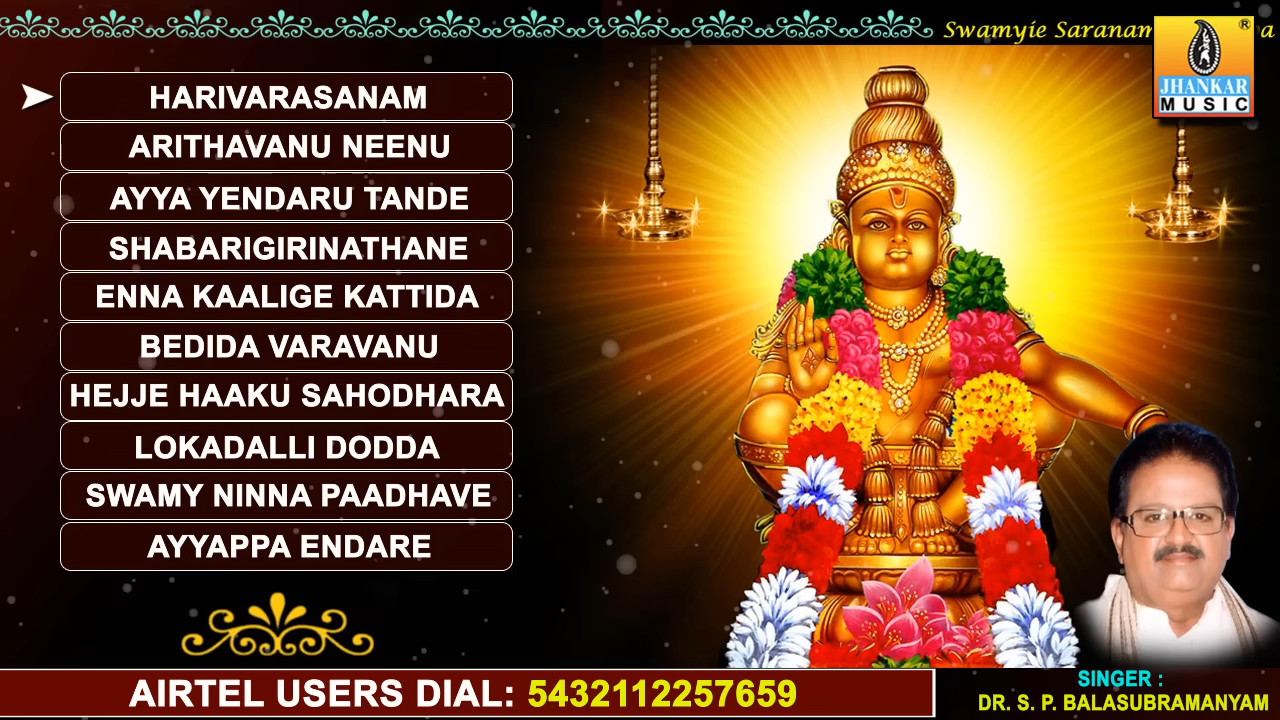 Swamyie Saranam
®
JHANKAR
MUSIC
HARIVARASANAM
ARITHAVANU NEENU
AYYA YENDARU TANDE
SHABARIGIRINATHANE
ENNA KAALIGE KATTIDA
BEDIDA VARAVANU
HEJJE HAAKU SAHODHARA
LOKADALLI DODDA
SWAMY NINNA PAADHAVE
AYYAPPA ENDARE
AIRTEL USERS DIAL: 5432112257659
SINGER :
DR. S. P. BALASUBRAMANYAM